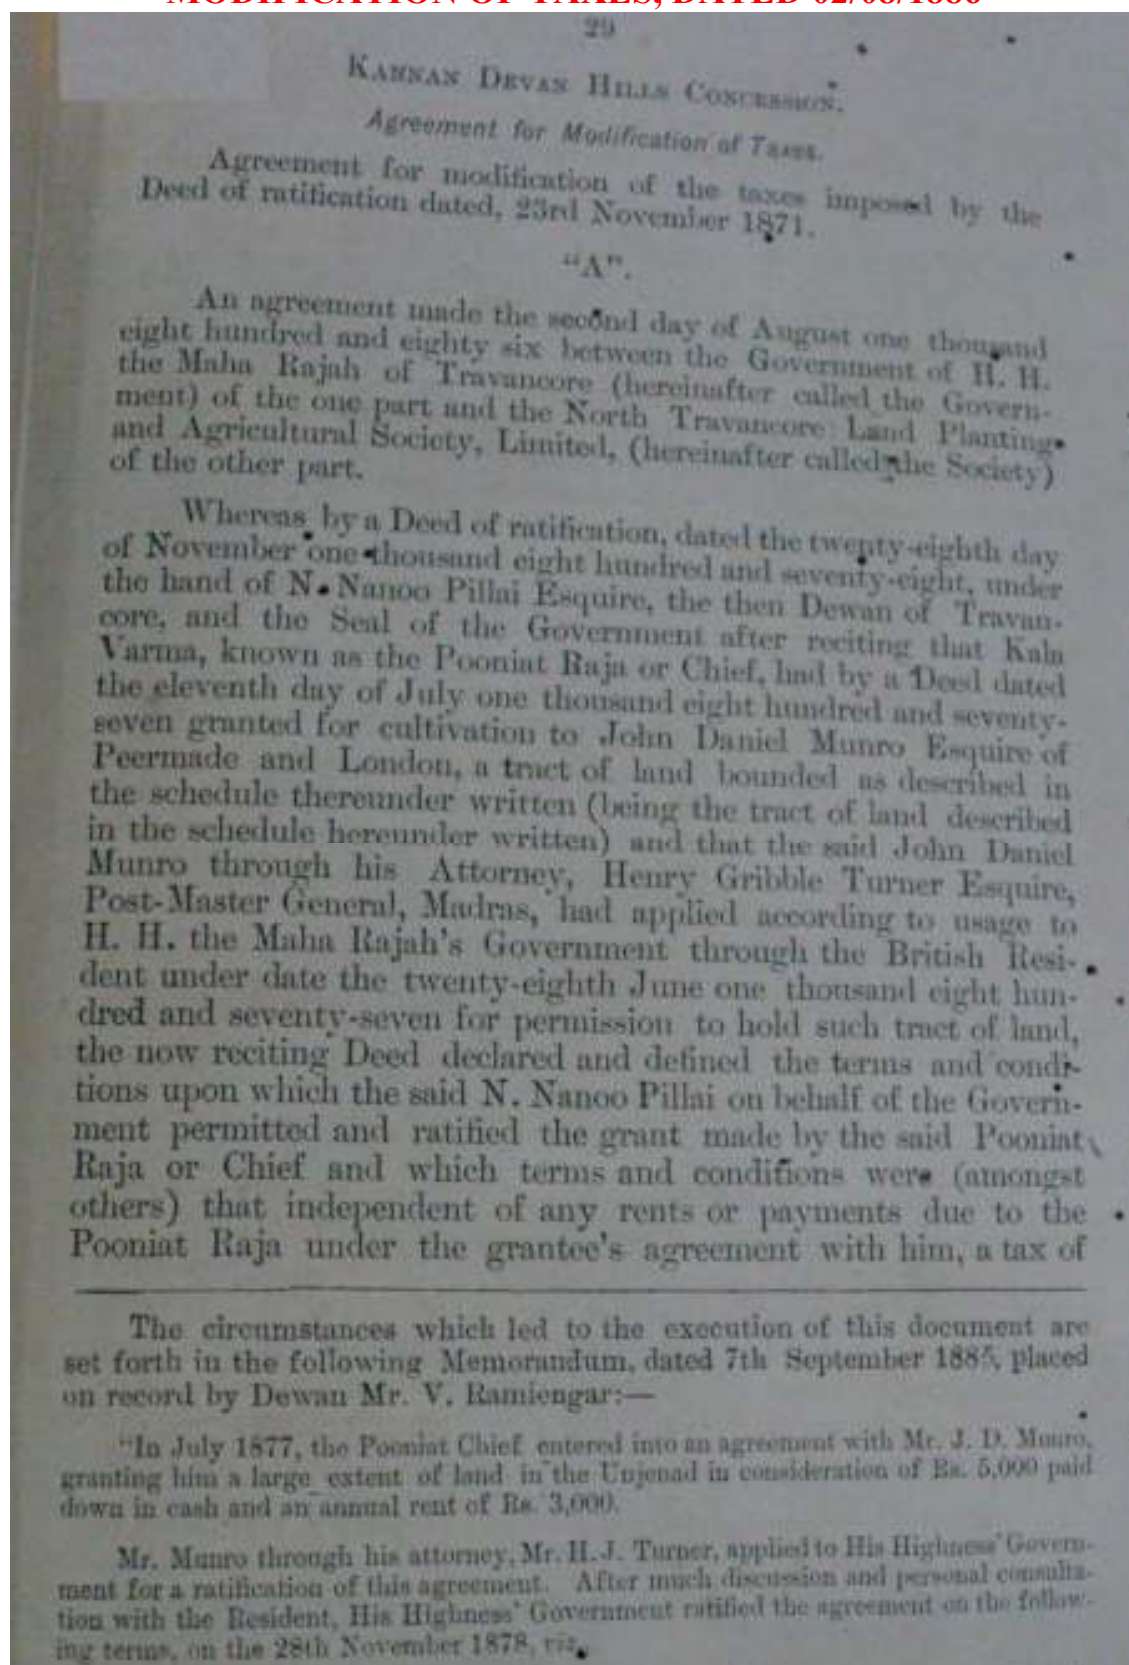 MODIFICATION OF TAXES, DATED 02/08/1886
29
KANNAN DEVAN HILLS CONCESSION.
Agreement for Modification of TAXES.
Agreement for modification of the taxes imposed by the
Deed of ratification dated, 23rd November 1871.
"A".
An agreement made the second day of August one thousand
eight hundred and eighty six between the Government of H. H.
the Maha Rajah of Travancore (hereinafter called the Govern-
ment) of the one part and the North Travancore Land Planting
and Agricultural Society, Limited, (hereinafter called the Society)
of the other part.
Whereas by a Deed of ratification, dated the twenty-eighth day
of November one thousand eight hundred and seventy-eight, under
the hand of N. Nanoo Pillai Esquire, the then Dewan of Travan-
core, and the Seal of the Government after reciting that Kala
Varma, known as the Pooniat Raja or Chief, had by a Deed dated
the eleventh day of July one thousand eight hundred and seventy-
seven granted for cultivation to John Daniel Munro Esquire of
Peermade and London, a tract of land bounded as described in
the schedule thereunder written (being the tract of land described
in the schedule hereunder written) and that the said John Daniel
Munro through his Attorney, Henry Gribble Turner Esquire,
Post-Master General, Madras, had applied according to usage to
H. H. the Maha Rajah's Government through the British Resi-
dent under date the twenty-eighth June one thousand eight hun-
dred and seventy-seven for permission to hold such tract of land,
the now reciting Deed declared and defined the terms and condi-
tions upon which the said N. Nanoo Pillai on behalf of the Govern-
ment permitted and ratified the grant made by the said Pooniat
Raja or Chief and which terms and conditions were (amongst
others) that independent of any rents or payments due to the
Pooniat Raja under the grantee's agreement with him, a tax of
The circumstances which led to the execution of this document are
set forth in the following Memorandum, dated 7th September 1885, placed
on record by Dewan Mr. V. Ramiengar:—
"In July 1877, the Pooniat Chief entered into an agreement with Mr. J. D. Munro,
granting him a large extent of land in the Unjenad in consideration of Rs. 5,000 paid
down in cash and an annual rent of Rs. 3,000.
Mr. Munro through his attorney, Mr. H. J. Turner, applied to His Highness' Govern-
ment for a ratification of this agreement. After much discussion and personal consulta-
tion with the Resident, His Highness' Government ratified the agreement on the follow-
ing terms, on the 28th November 1878, viz.